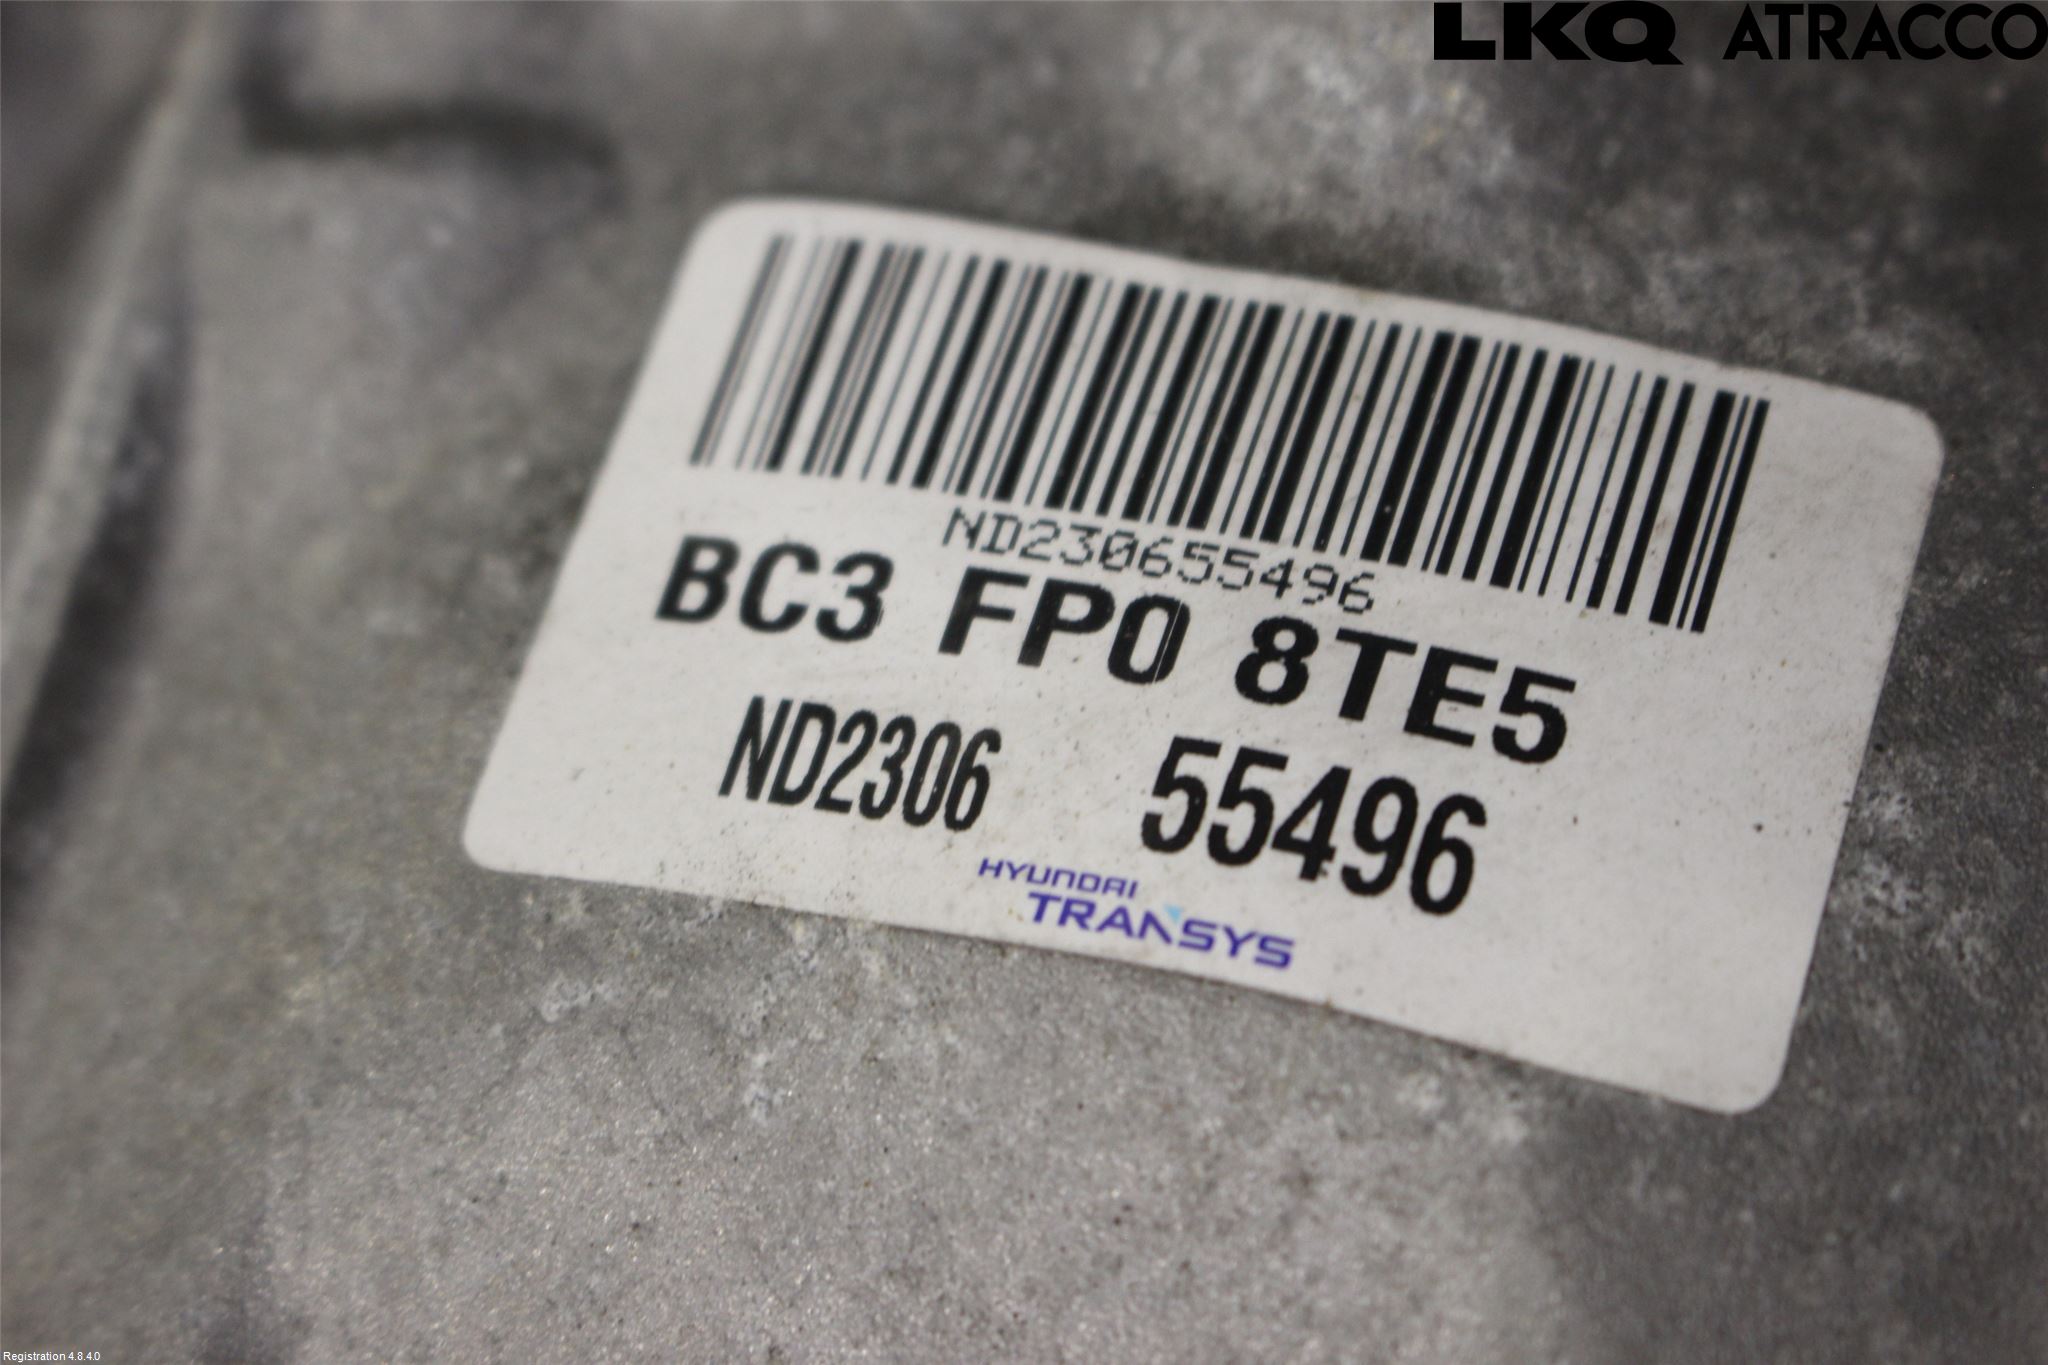 LKQ ATRACCO
ND230655496
BC3 FP0 8TE5
ND2306 55496
HYUNDAI
TRANSYS
Registration 4.8.4.0